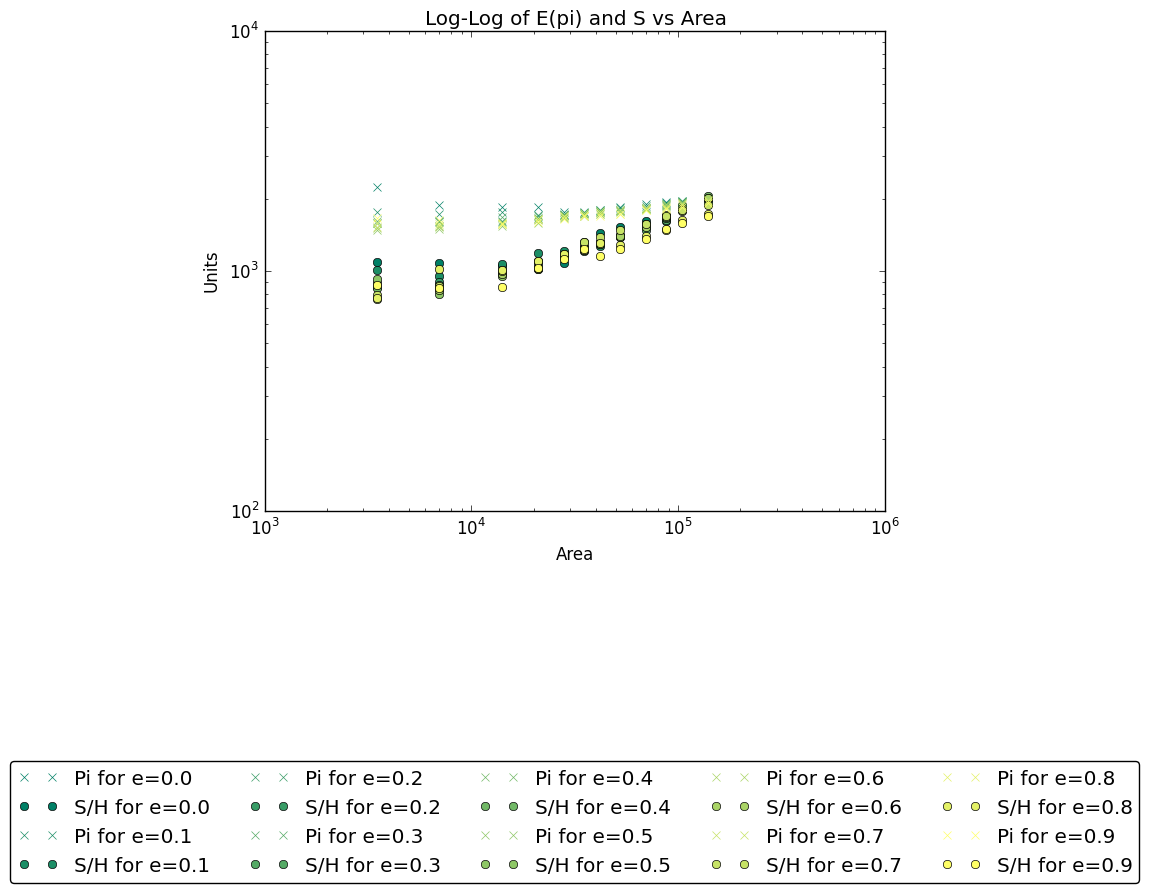 Log-Log of E(pi) and S vs Area
10^4
10^3
10^2
Units
10^3 10^4 10^5 10^6
Area
Pi for e=0.0 Pi for e=0.2 Pi for e=0.4 Pi for e=0.6 Pi for e=0.8
S/H for e=0.0 S/H for e=0.2 S/H for e=0.4 S/H for e=0.6 S/H for e=0.8
Pi for e=0.1 Pi for e=0.3 Pi for e=0.5 Pi for e=0.7 Pi for e=0.9
S/H for e=0.1 S/H for e=0.3 S/H for e=0.5 S/H for e=0.7 S/H for e=0.9